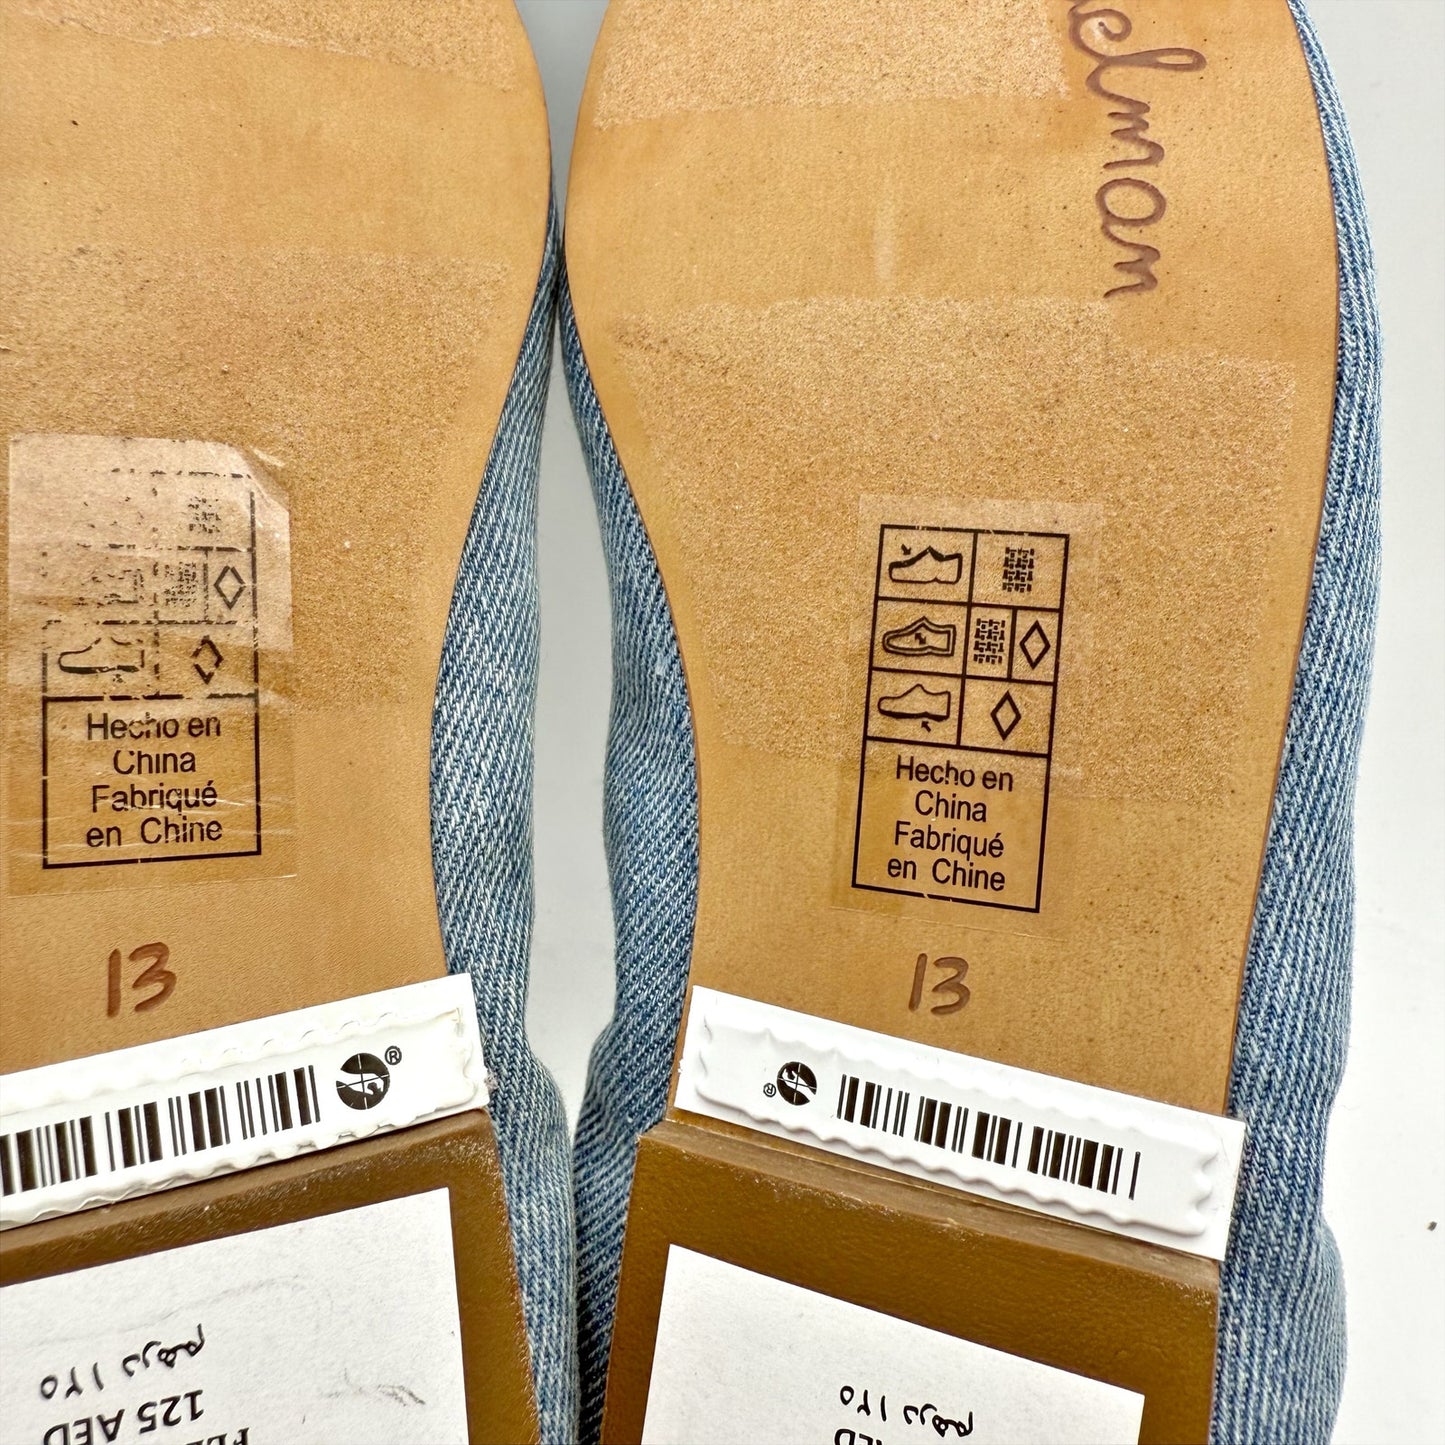 elman
Hecho en
China
Fabriqué
en Chine
13
®
١٢٥ درهم
125 AED
Hecho en
China
Fabriqué
en Chine
13
®
١٢٥ درهم
AED